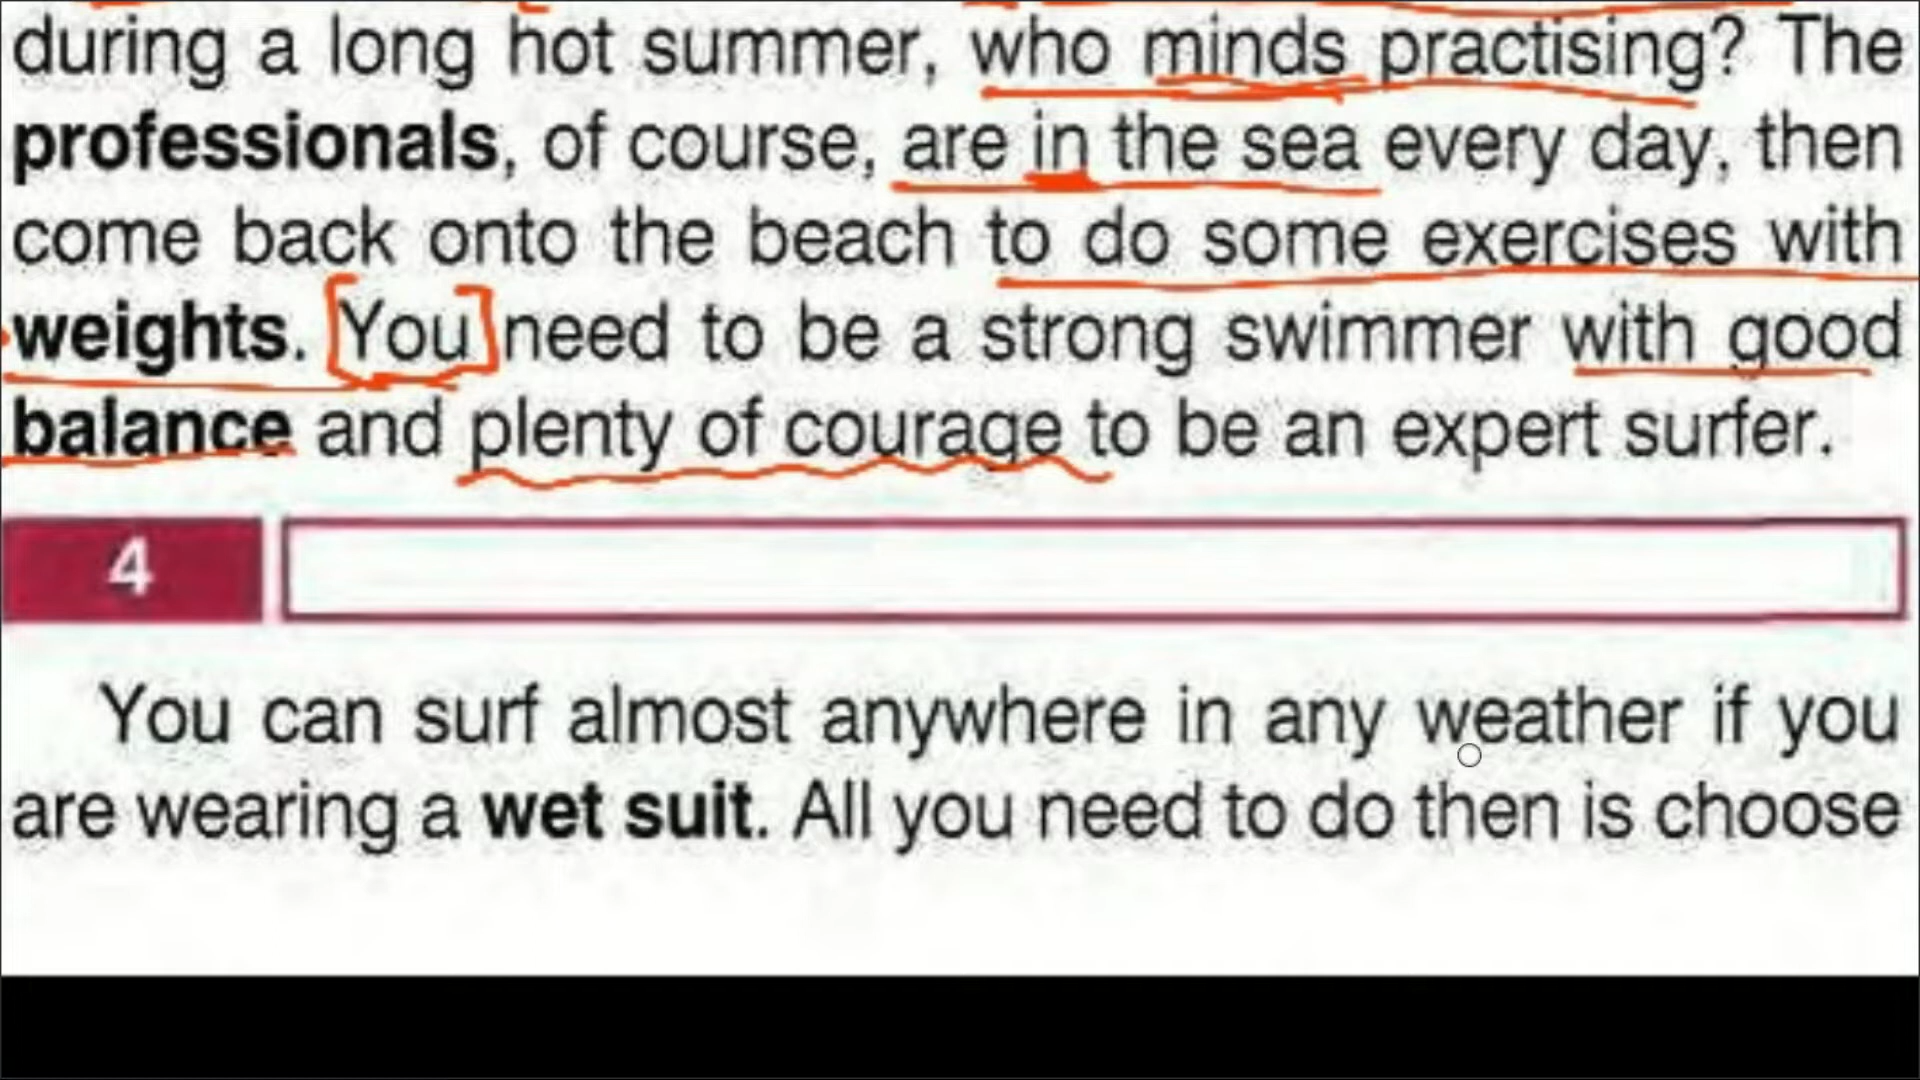 during a long hot summer, who minds practising? The
professionals, of course, are in the sea every day, then
come back onto the beach to do some exercises with
weights. You need to be a strong swimmer with good
balance and plenty of courage to be an expert surfer.
4
You can surf almost anywhere in any weather if you
are wearing a wet suit. All you need to do then is choose